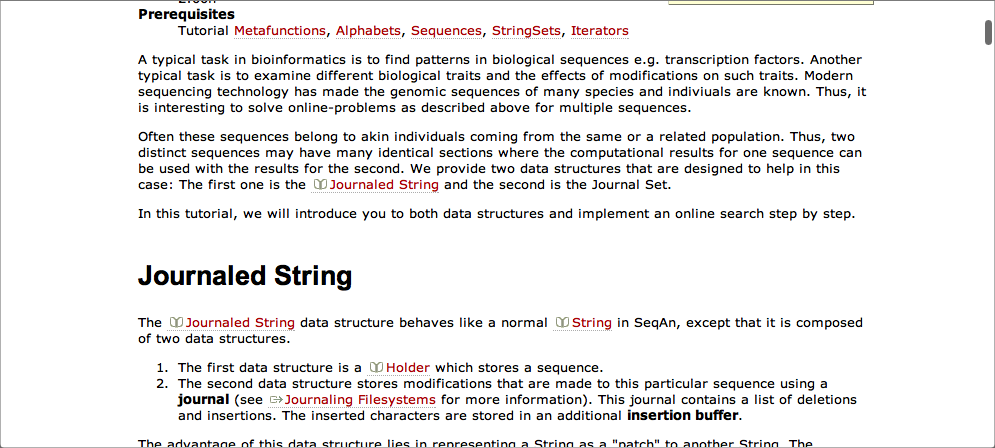 Prerequisites
Tutorial Metafunctions, Alphabets, Sequences, StringSets, Iterators
A typical task in bioinformatics is to find patterns in biological sequences e.g. transcription factors. Another
typical task is to examine different biological traits and the effects of modifications on such traits. Modern
sequencing technology has made the genomic sequences of many species and indiviuals are known. Thus, it
is interesting to solve online-problems as described above for multiple sequences.
Often these sequences belong to akin individuals coming from the same or a related population. Thus, two
distinct sequences may have many identical sections where the computational results for one sequence can
be used with the results for the second. We provide two data structures that are designed to help in this
case: The first one is the Journaled String and the second is the Journal Set.
In this tutorial, we will introduce you to both data structures and implement an online search step by step.
Journaled String
The Journaled String data structure behaves like a normal String in SeqAn, except that it is composed
of two data structures.
1. The first data structure is a Holder which stores a sequence.
2. The second data structure stores modifications that are made to this particular sequence using a
journal (see Journaling Filesystems for more information). This journal contains a list of deletions
and insertions. The inserted characters are stored in an additional insertion buffer.
The advantage of this data structure lies in representing a String as a "patch" to another String. The